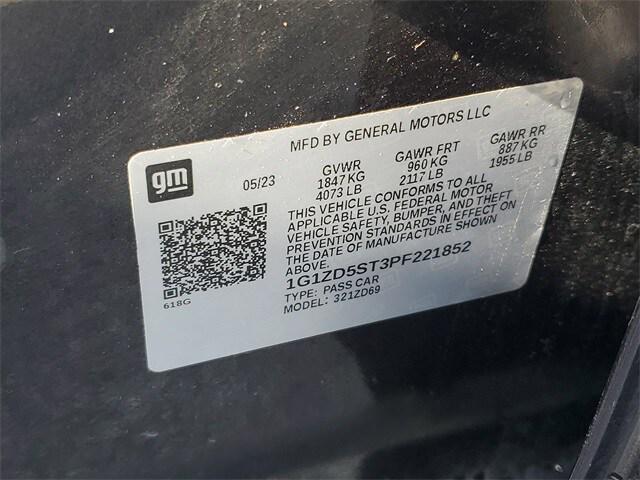 MFD BY GENERAL MOTORS LLC
gm
05/23
GVWR GAWR FRT GAWR RR
1847 KG 960 KG 887 KG
4073 LB 2117 LB 1955 LB
THIS VEHICLE CONFORMS TO ALL
APPLICABLE U.S. FEDERAL MOTOR
VEHICLE SAFETY, BUMPER, AND THEFT
PREVENTION STANDARDS IN EFFECT ON
THE DATE OF MANUFACTURE SHOWN
ABOVE.
1G1ZD5ST3PF221852
TYPE: PASS CAR
MODEL: 321ZD69
618G